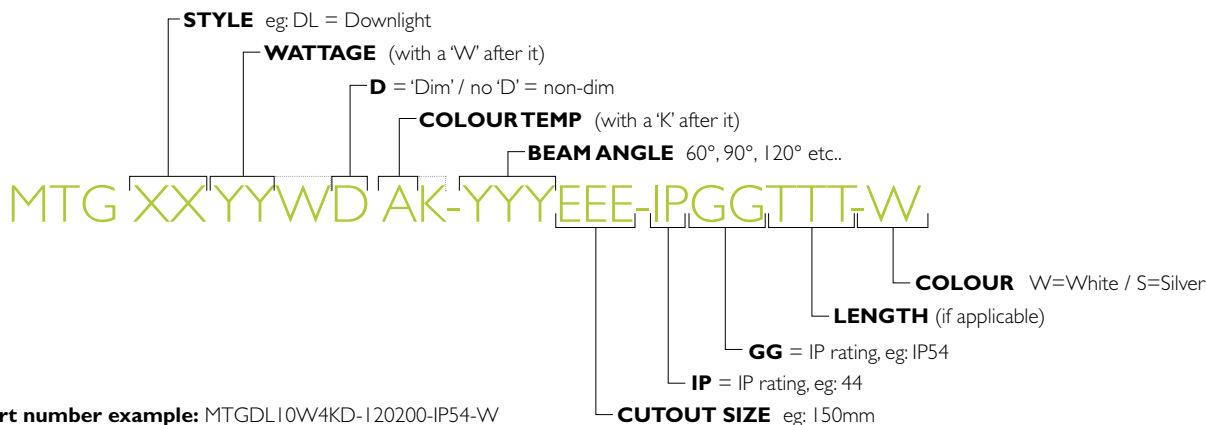 STYLE eg: DL = Downlight
WATTAGE (with a ‘W’ after it)
D = ‘Dim’ / no ‘D’ = non-dim
COLOUR TEMP (with a ‘K’ after it)
BEAM ANGLE 60°, 90°, 120° etc..
MTG XXYYWD AK-YYYEEE-IPGGTTT-W
COLOUR W=White / S=Silver
LENGTH (if applicable)
GG = IP rating, eg: IP54
IP = IP rating, eg: 44
rt number example: MTGDL10W4KD-120200-IP54-W
CUTOUT SIZE eg: 150mm